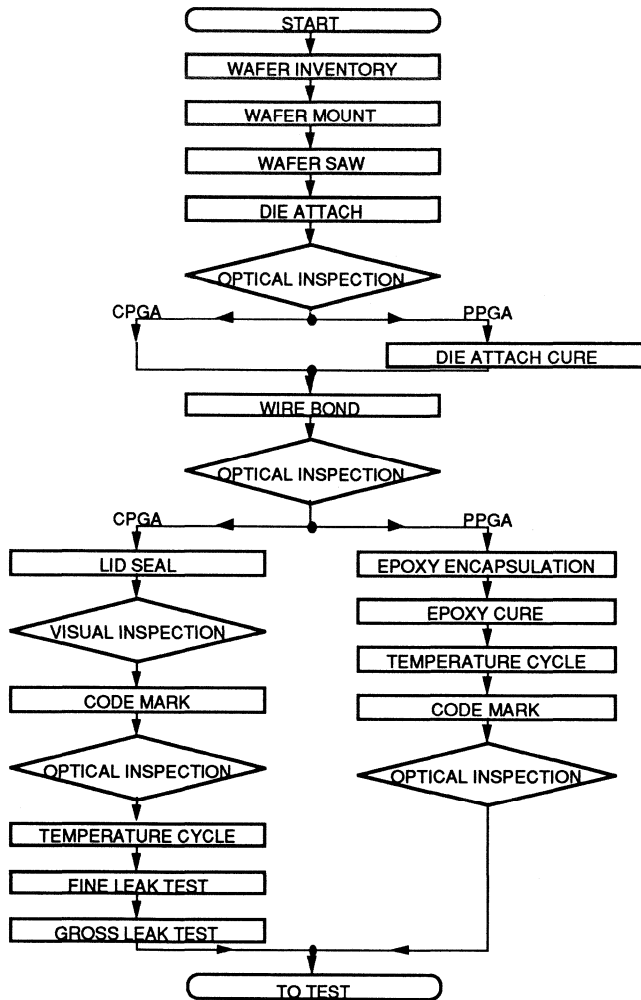 START
WAFER INVENTORY
WAFER MOUNT
WAFER SAW
DIE ATTACH
OPTICAL INSPECTION
CPGA
PPGA
DIE ATTACH CURE
WIRE BOND
OPTICAL INSPECTION
CPGA
PPGA
LID SEAL
VISUAL INSPECTION
CODE MARK
OPTICAL INSPECTION
TEMPERATURE CYCLE
FINE LEAK TEST
GROSS LEAK TEST
EPOXY ENCAPSULATION
EPOXY CURE
TEMPERATURE CYCLE
CODE MARK
OPTICAL INSPECTION
TO TEST